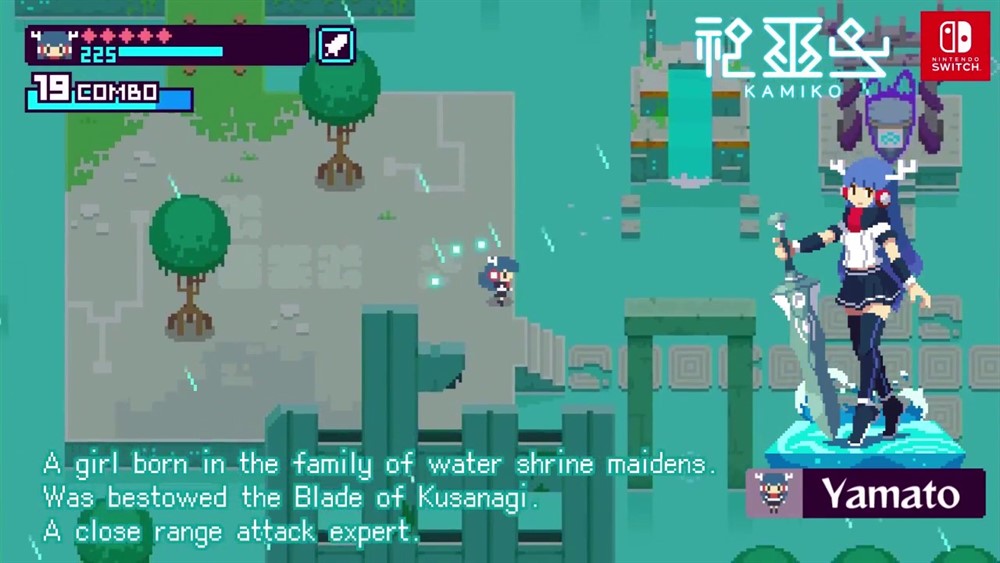 225
19 COMBO
神巫女
KAMIKO
NINTENDO
SWITCH
A girl born in the family of water shrine maidens.
Was bestowed the Blade of Kusanagi.
A close range attack expert.
Yamato